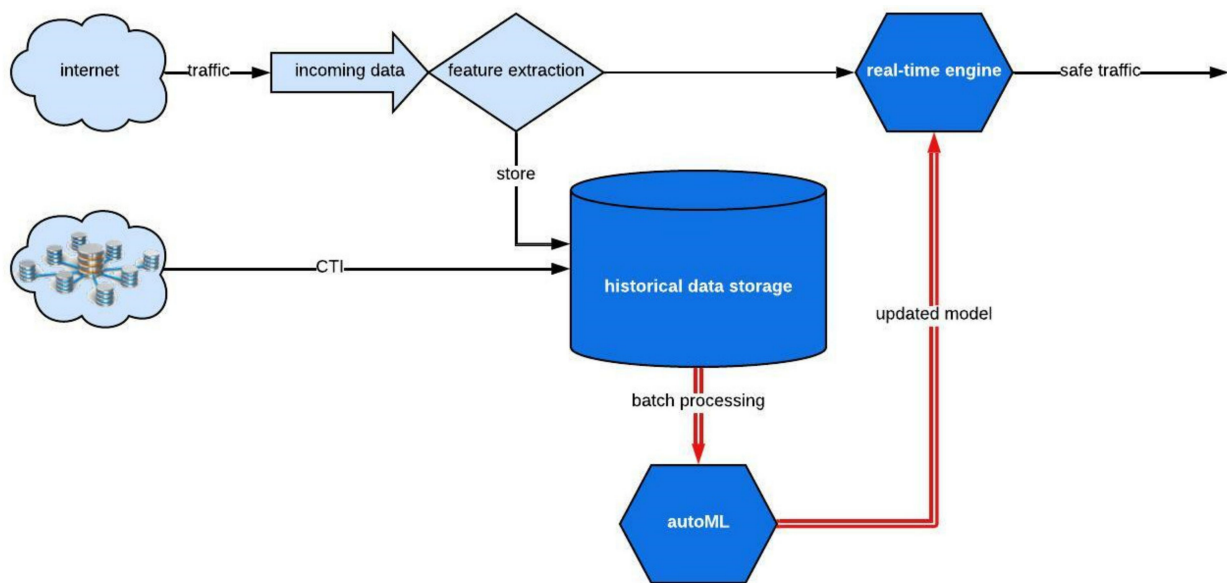 internet
traffic
incoming data
feature extraction
real-time engine
safe traffic
store
CTI
historical data storage
updated model
batch processing
autoML